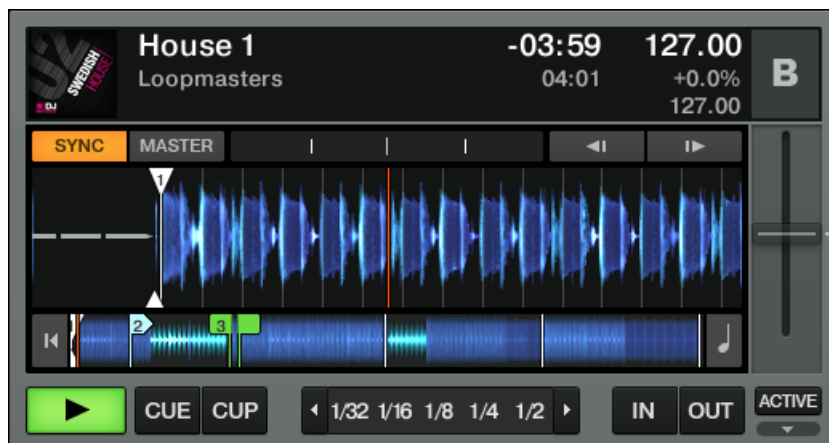 SWEDISH
HOUSE
DJ
House 1
-03:59
127.00
B
Loopmasters
04:01
+0.0%
127.00
SYNC
MASTER
1
2
3
CUE
CUP
1/32 1/16 1/8 1/4 1/2
IN
OUT
ACTIVE